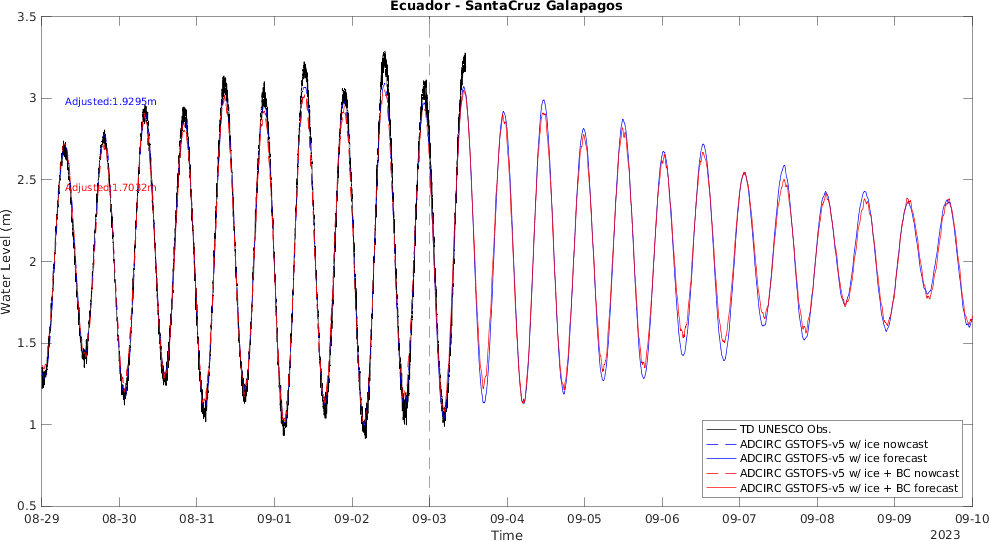 Ecuador - SantaCruz Galapagos
3.5
3
2.5
2
1.5
1
0.5
Water Level (m)
Adjusted:1.9295m
Adjusted:1.7032m
TD UNESCO Obs.
ADCIRC GSTOFS-v5 w/ ice nowcast
ADCIRC GSTOFS-v5 w/ ice forecast
ADCIRC GSTOFS-v5 w/ ice + BC nowcast
ADCIRC GSTOFS-v5 w/ ice + BC forecast
08-29 08-30 08-31 09-01 09-02 09-03 09-04 09-05 09-06 09-07 09-08 09-09 09-10
Time
2023